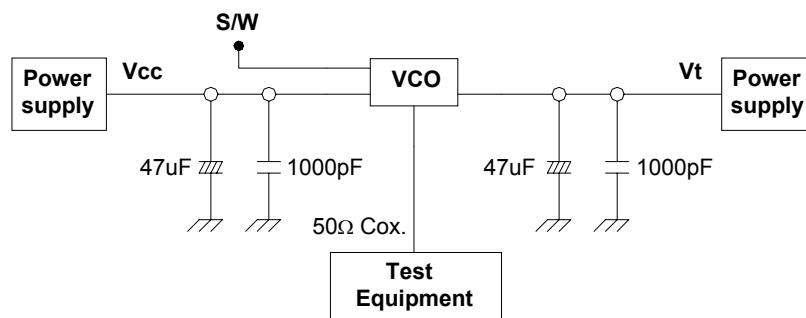 S/W
Power
supply
Vcc
VCO
Vt
Power
supply
47uF
1000pF
47uF
1000pF
50Ω Cox.
Test
Equipment